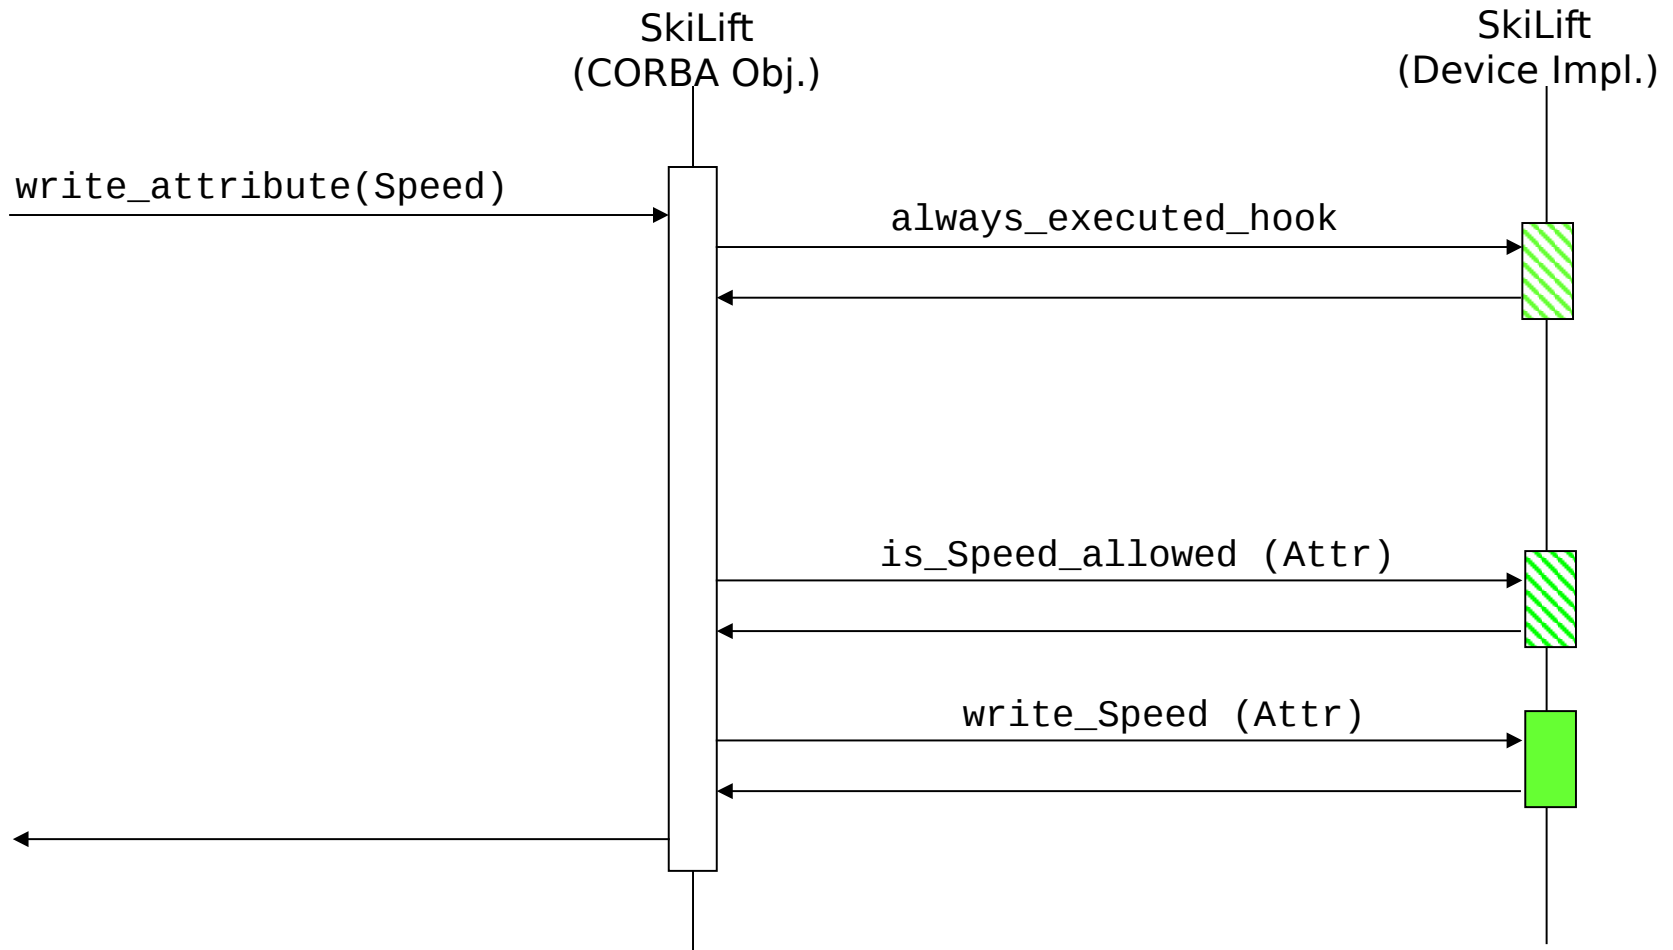 SkiLift
(CORBA Obj.)
SkiLift
(Device Impl.)
write_attribute(Speed)
always_executed_hook
is_Speed_allowed (Attr)
write_Speed (Attr)